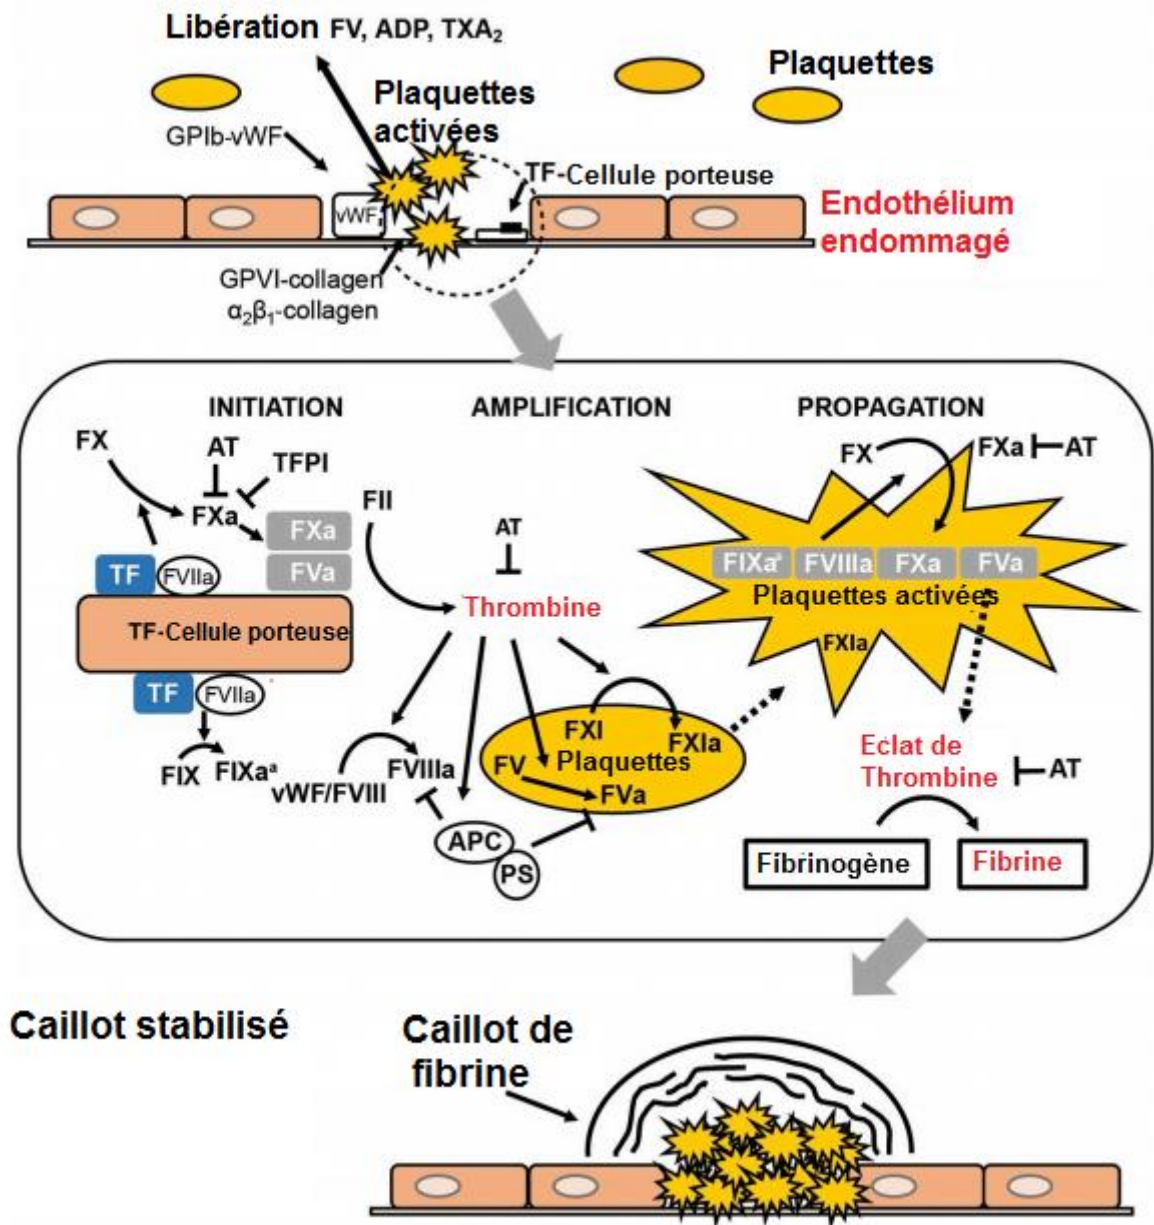 Libération FV, ADP, TXA₂
Plaquettes
Plaquettes
activées
GPIb-vWF
TF-Cellule porteuse
vWF
Endothélium
endommagé
GPVI-collagen
α₂β₁-collagen
INITIATION
AMPLIFICATION
PROPAGATION
FX
AT
TFPI
FXa
FII
FXa
FVa
TF
FVIIa
TF-Cellule porteuse
TF
FVIIa
FIX
FIXaª
AT
Thrombine
vWF/FVIII
FVIIIa
APC
PS
FXI
FXIa
Plaquettes
FV
FVa
FX
FXa
AT
FIXaª
FVIIIa
FXa
FVa
Plaquettes activées
FXIa
Eclat de
Thrombine
AT
Fibrinogène
Fibrine
Caillot stabilisé
Caillot de
fibrine